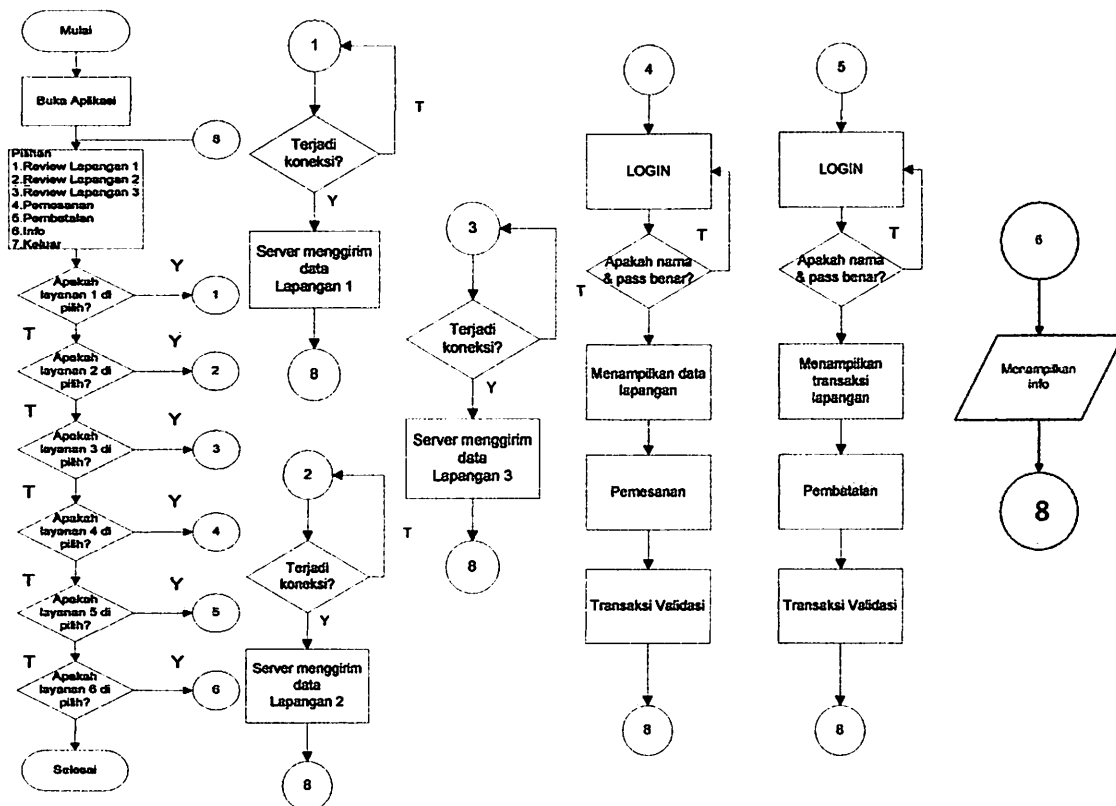 Mulai
Buka Aplikasi
8
Pilihan
1.Review Lapangan 1
2.Review Lapangan 2
3.Review Lapangan 3
4.Pemesanan
5.Pembatalan
6.Info
7.Keluar
Apakah
layanan 1 di
pilih?
Y
1
T
Apakah
layanan 2 di
pilih?
Y
2
T
Apakah
layanan 3 di
pilih?
Y
3
T
Apakah
layanan 4 di
pilih?
Y
4
T
Apakah
layanan 5 di
pilih?
Y
5
T
Apakah
layanan 6 di
pilih?
Y
6
Selesai
1
T
Terjadi
koneksi?
Y
Server menggirim
data
Lapangan 1
8
2
T
Terjadi
koneksi?
Y
Server menggirim
data
Lapangan 2
8
3
T
Terjadi
koneksi?
Y
Server menggirim
data
Lapangan 3
8
4
LOGIN
T
Apakah nama
& pass benar?
Menampilkan data
lapangan
Pemesanan
Transaksi Validasi
8
5
LOGIN
T
Apakah nama
& pass benar?
Menampilkan
transaksi
lapangan
Pembatalan
Transaksi Validasi
8
6
Menampilkan
info
8